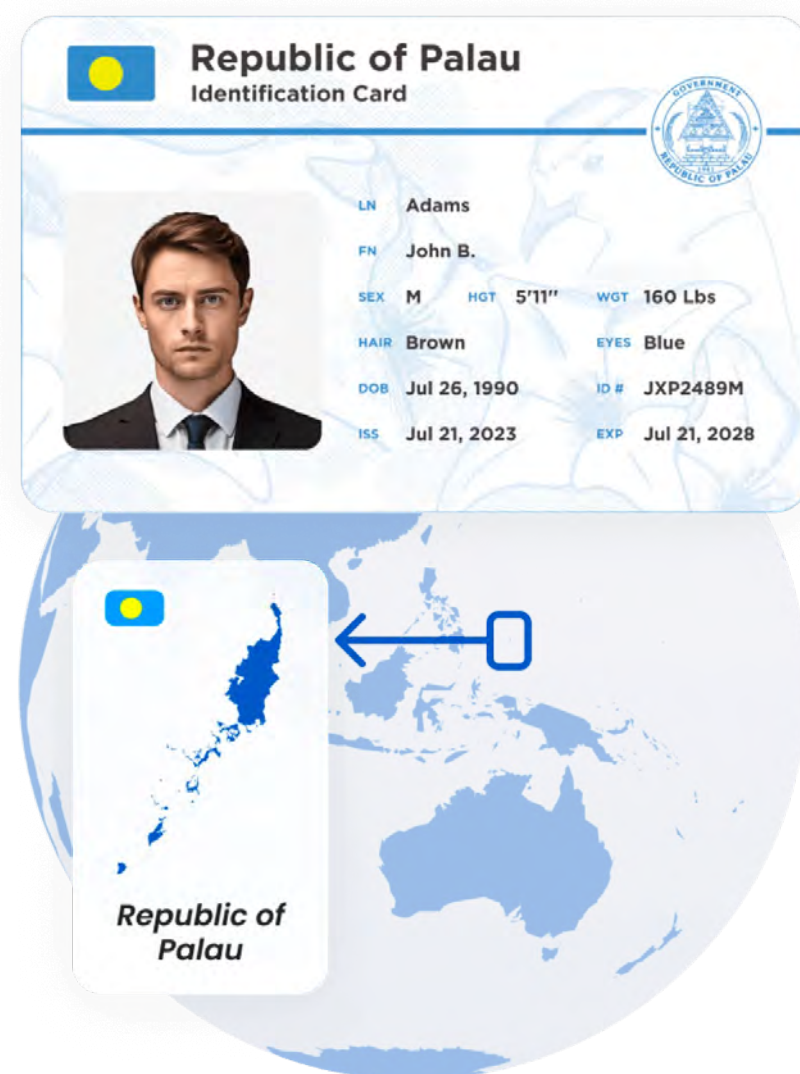 Republic of Palau
Identification Card
GOVERNMENT
REPUBLIC OF PALAU
LN Adams
FN John B.
SEX M HGT 5'11" WGT 160 Lbs
HAIR Brown EYES Blue
DOB Jul 26, 1990 ID # JXP2489M
ISS Jul 21, 2023 EXP Jul 21, 2028
Republic of
Palau